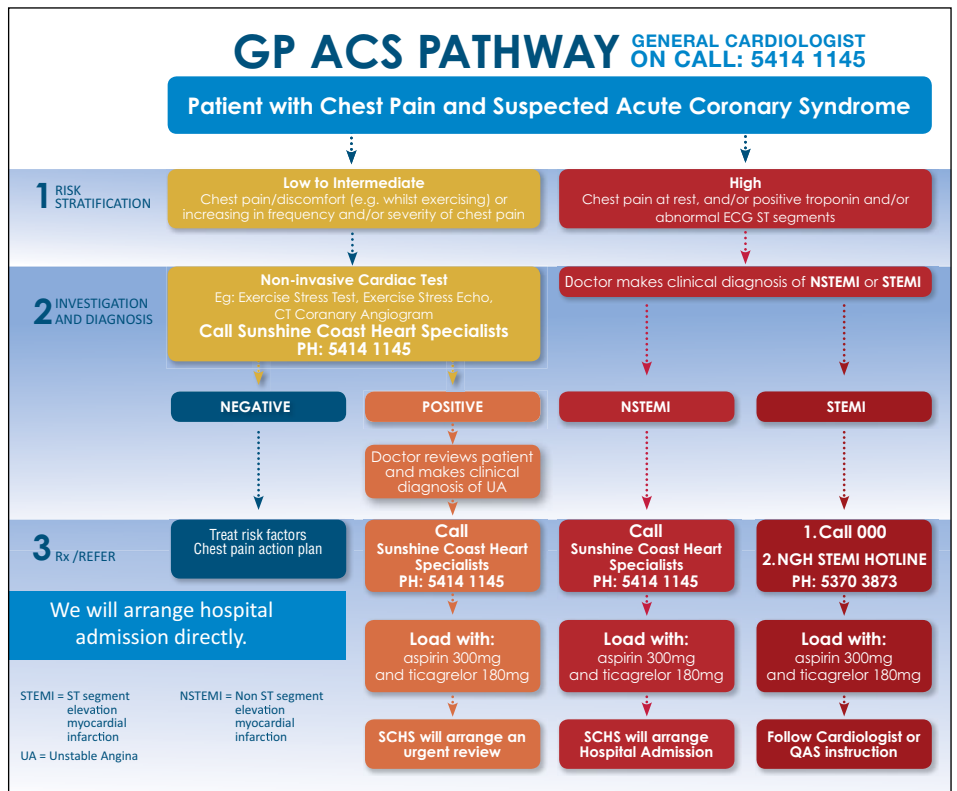 GP ACS PATHWAY
GENERAL CARDIOLOGIST
ON CALL: 5414 1145
Patient with Chest Pain and Suspected Acute Coronary Syndrome
1 RISK
STRATIFICATION
Low to Intermediate
Chest pain/discomfort (e.g. whilst exercising) or
increasing in frequency and/or severity of chest pain
High
Chest pain at rest, and/or positive troponin and/or
abnormal ECG ST segments
2 INVESTIGATION
AND DIAGNOSIS
Non-invasive Cardiac Test
Eg: Exercise Stress Test, Exercise Stress Echo,
CT Coronary Angiogram
Call Sunshine Coast Heart Specialists
PH: 5414 1145
Doctor makes clinical diagnosis of NSTEMI or STEMI
NEGATIVE
POSITIVE
NSTEMI
STEMI
Doctor reviews patient
and makes clinical
diagnosis of UA
3 Rx /REFER
Treat risk factors
Chest pain action plan
Call
Sunshine Coast Heart
Specialists
PH: 5414 1145
Call
Sunshine Coast Heart
Specialists
PH: 5414 1145
1. Call 000
2. NGH STEMI HOTLINE
PH: 5370 3873
We will arrange hospital
admission directly.
Load with:
aspirin 300mg
and ticagrelor 180mg
Load with:
aspirin 300mg
and ticagrelor 180mg
Load with:
aspirin 300mg
and ticagrelor 180mg
STEMI = ST segment
elevation
myocardial
infarction
NSTEMI = Non ST segment
elevation
myocardial
infarction
UA = Unstable Angina
SCHS will arrange an
urgent review
SCHS will arrange
Hospital Admission
Follow Cardiologist or
QAS instruction